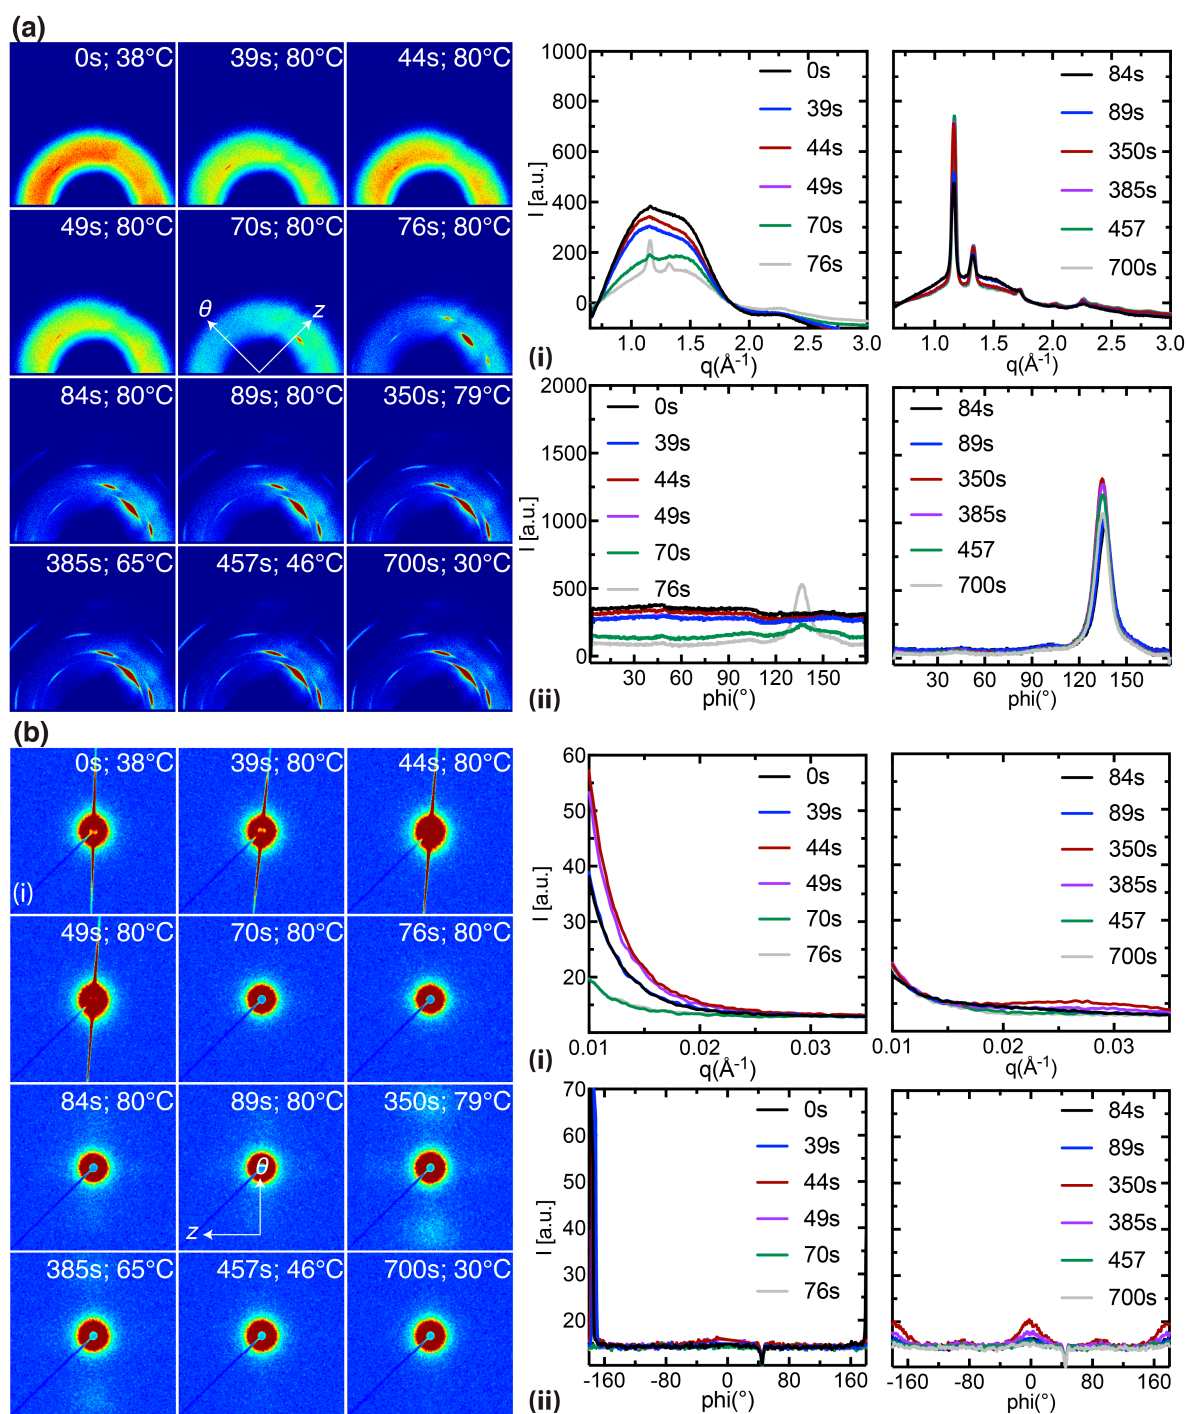 (a)
0s; 38°C
39s; 80°C
44s; 80°C
49s; 80°C
70s; 80°C
76s; 80°C
θ
z
84s; 80°C
89s; 80°C
350s; 79°C
385s; 65°C
457s; 46°C
700s; 30°C
1000
800
600
400
200
0
I [a.u.]
0s
39s
44s
49s
70s
76s
1.0 1.5 2.0 2.5 3.0
q(Å-1)
(i)
84s
89s
350s
385s
457
700s
1.0 1.5 2.0 2.5 3.0
q(Å-1)
2000
1500
1000
500
0
I [a.u.]
0s
39s
44s
49s
70s
76s
30 60 90 120 150
phi(°)
(ii)
84s
89s
350s
385s
457
700s
30 60 90 120 150
phi(°)
(b)
0s; 38°C
39s; 80°C
44s; 80°C
(i)
49s; 80°C
70s; 80°C
76s; 80°C
84s; 80°C
89s; 80°C
350s; 79°C
θ
z
385s; 65°C
457s; 46°C
700s; 30°C
60
50
40
30
20
I [a.u.]
0s
39s
44s
49s
70s
76s
0.01 0.02 0.03
q(Å-1)
(i)
84s
89s
350s
385s
457
700s
0.01 0.02 0.03
q(Å-1)
70
60
50
40
30
20
I [a.u.]
0s
39s
44s
49s
70s
76s
-160 -80 0 80 160
phi(°)
(ii)
84s
89s
350s
385s
457
700s
-160 -80 0 80 160
phi(°)